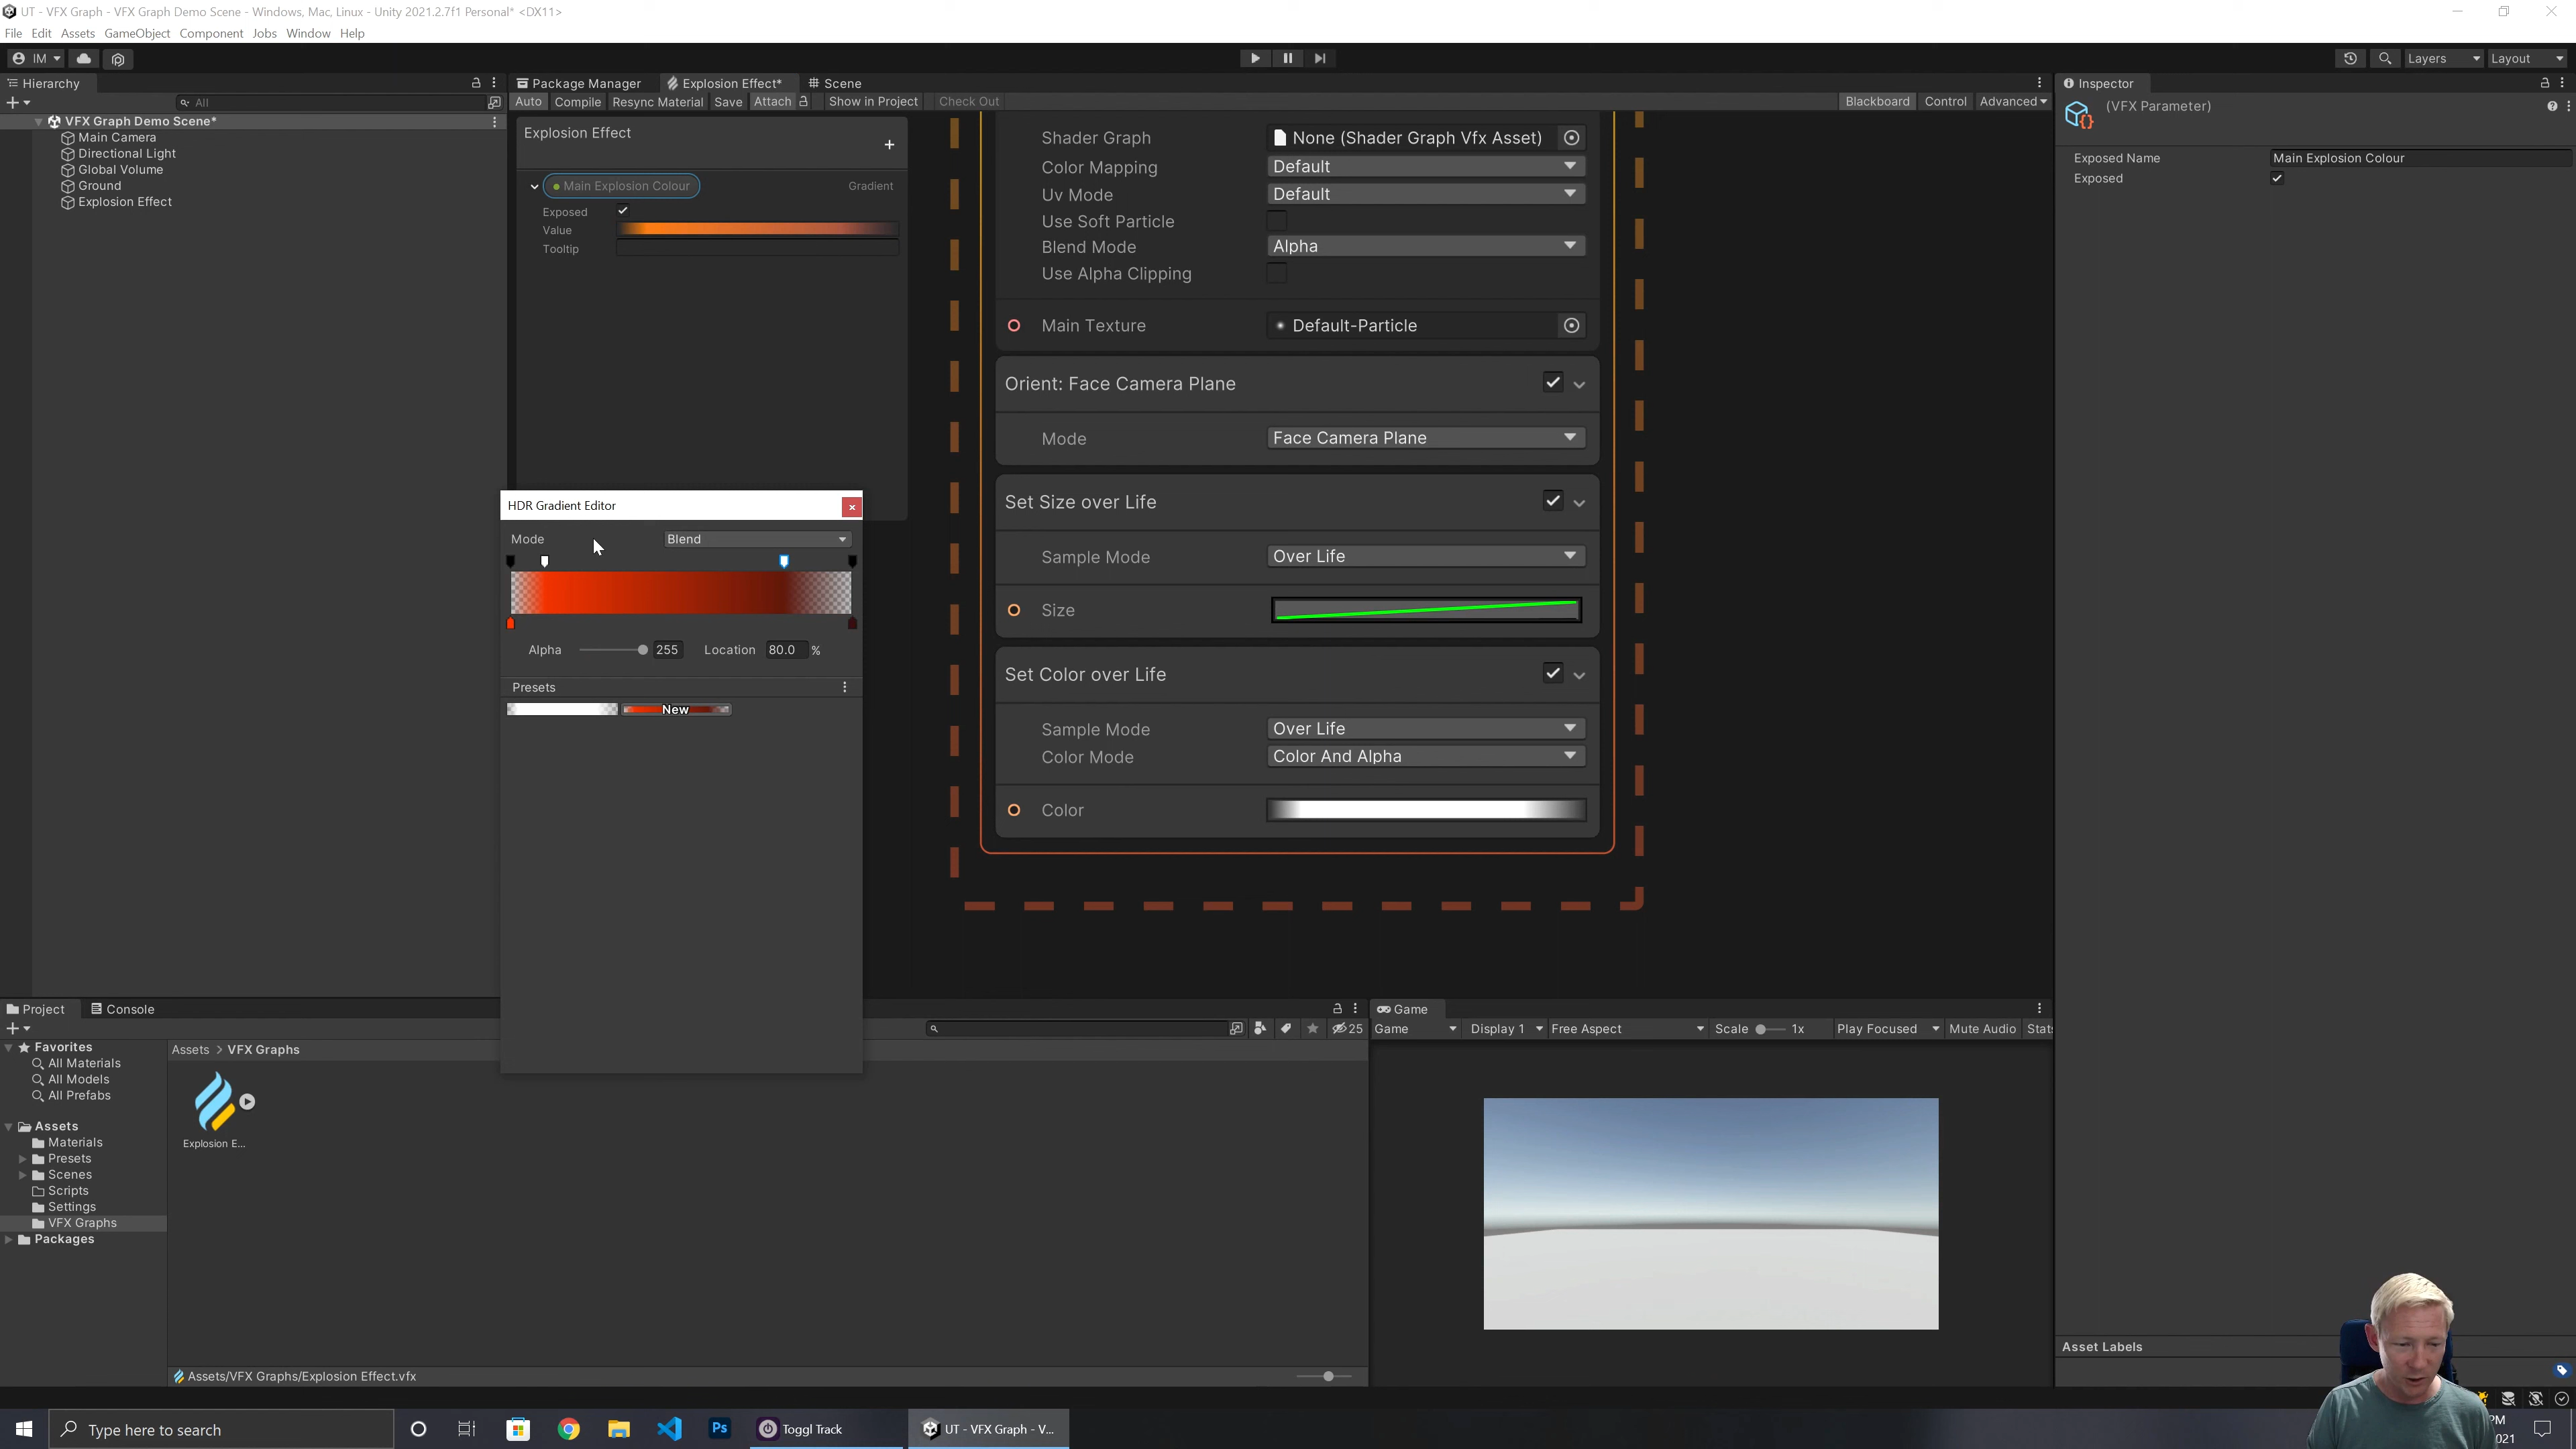 UT - VFX Graph - VFX Graph Demo Scene - Windows, Mac, Linux - Unity 2021.2.7f1 Personal* <DX11>
File Edit Assets GameObject Component Jobs Window Help
IM Layers Layout
Hierarchy
All
VFX Graph Demo Scene*
Main Camera
Directional Light
Global Volume
Ground
Explosion Effect
Package Manager Explosion Effect* Scene
Auto Compile Resync Material Save Attach Show in Project Check Out Blackboard Control Advanced
Explosion Effect
+
Main Explosion Colour Gradient
Exposed
Value
Tooltip
Shader Graph None (Shader Graph Vfx Asset)
Color Mapping Default
Uv Mode Default
Use Soft Particle
Blend Mode Alpha
Use Alpha Clipping
Main Texture Default-Particle
Orient: Face Camera Plane
Mode Face Camera Plane
Set Size over Life
Sample Mode Over Life
Size
Set Color over Life
Sample Mode Over Life
Color Mode Color And Alpha
Color
HDR Gradient Editor
Mode Blend
Alpha 255 Location 80.0 %
Presets
New
Inspector
(VFX Parameter)
Exposed Name Main Explosion Colour
Exposed
Asset Labels
Project Console
25
Favorites
All Materials
All Models
All Prefabs
Assets
Materials
Presets
Scenes
Scripts
Settings
VFX Graphs
Packages
Assets > VFX Graphs
Explosion E...
Assets/VFX Graphs/Explosion Effect.vfx
Game
Game Display 1 Free Aspect Scale 1x Play Focused Mute Audio Stats
Type here to search
Ps
Toggl Track
UT - VFX Graph - V...
PM
021